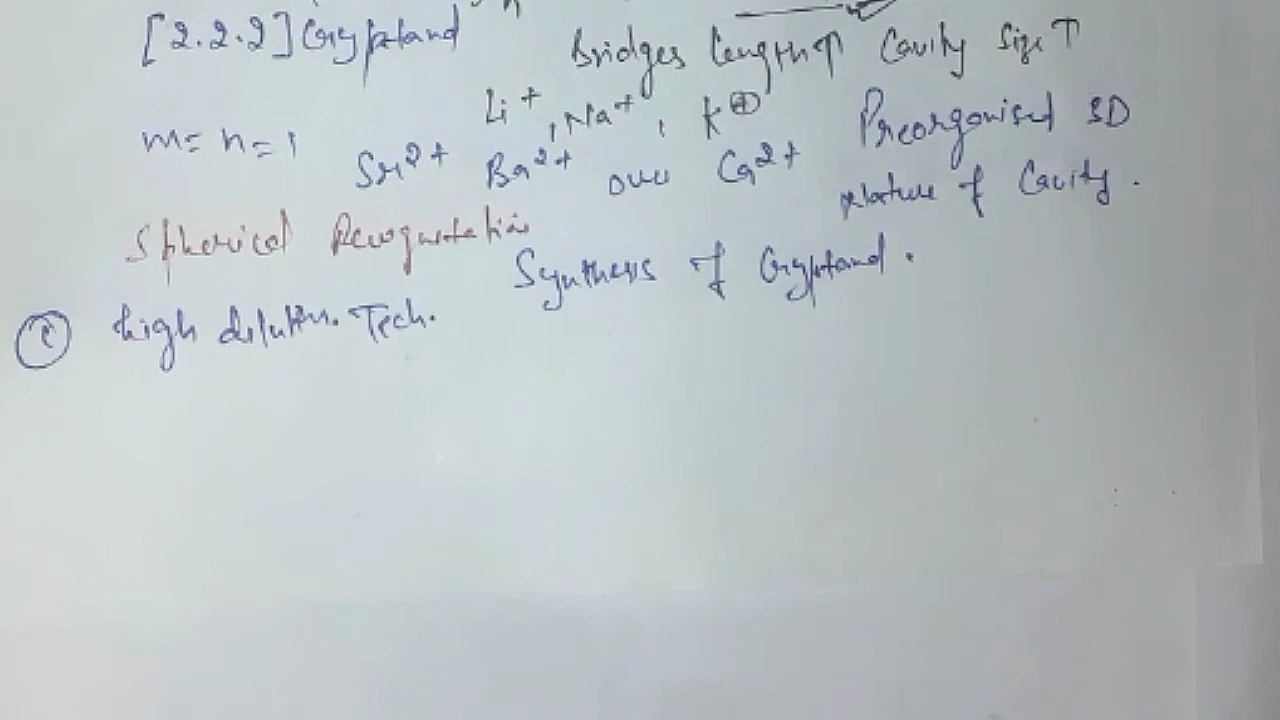 [2.2.2] Cryptand
Bridges length↑ Cavity Size ↑
Li+, Na+, K⊕
m= n=1
Sr2+ Ba2+ over Ca2+
Preorganised 3D
nature of Cavity.
Spherical Recognetation
Synthesis of Cryptand.
high dilution. Tech.